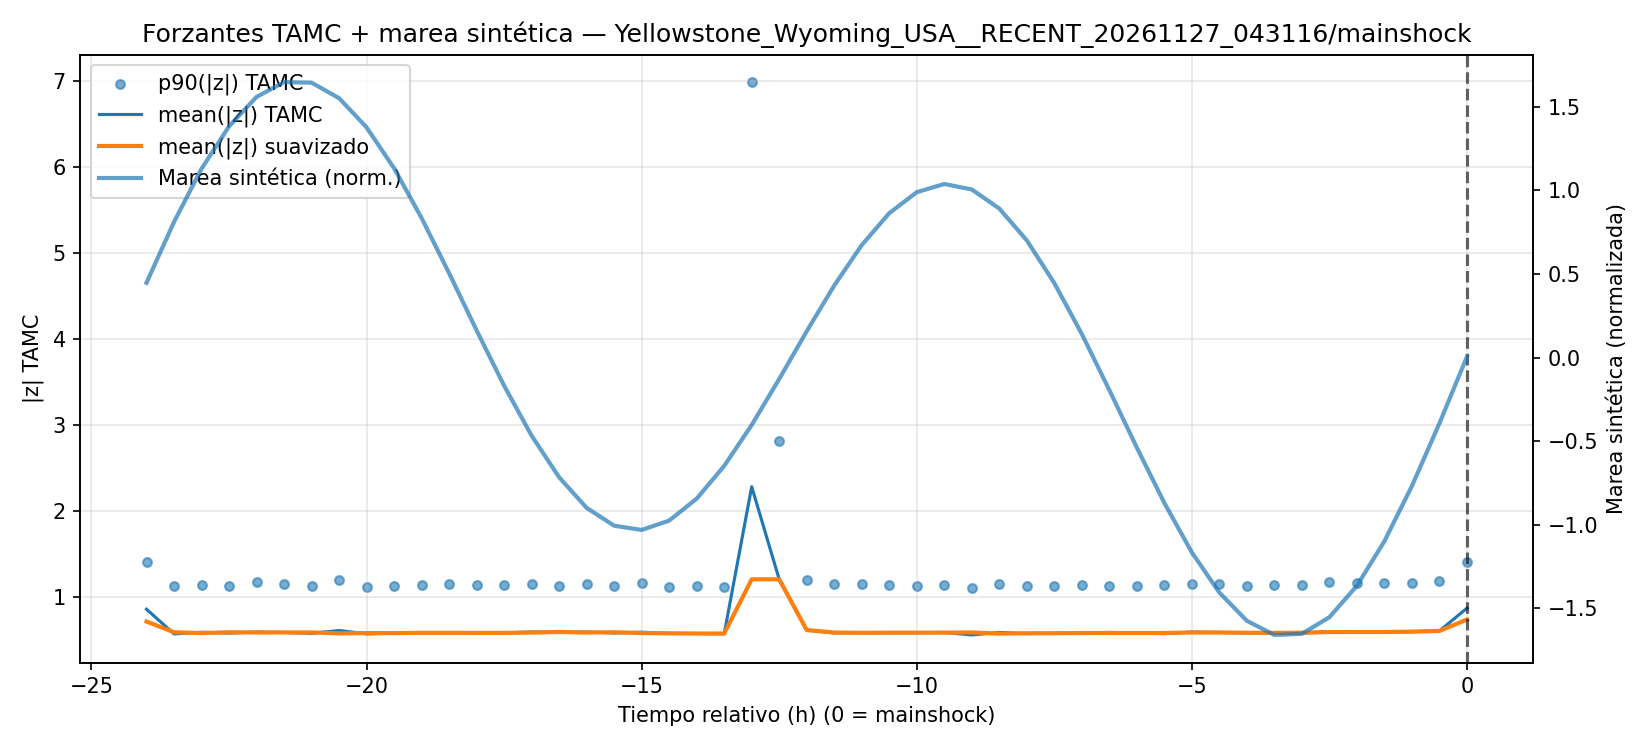 Forzantes TAMC + marea sintética — Yellowstone_Wyoming_USA__RECENT_20261127_043116/mainshock
p90(|z|) TAMC
mean(|z|) TAMC
mean(|z|) suavizado
Marea sintética (norm.)
|z| TAMC
7
6
5
4
3
2
1
1.5
1.0
0.5
0.0
−0.5
−1.0
−1.5
Marea sintética (normalizada)
−25
−20
−15
−10
−5
0
Tiempo relativo (h) (0 = mainshock)